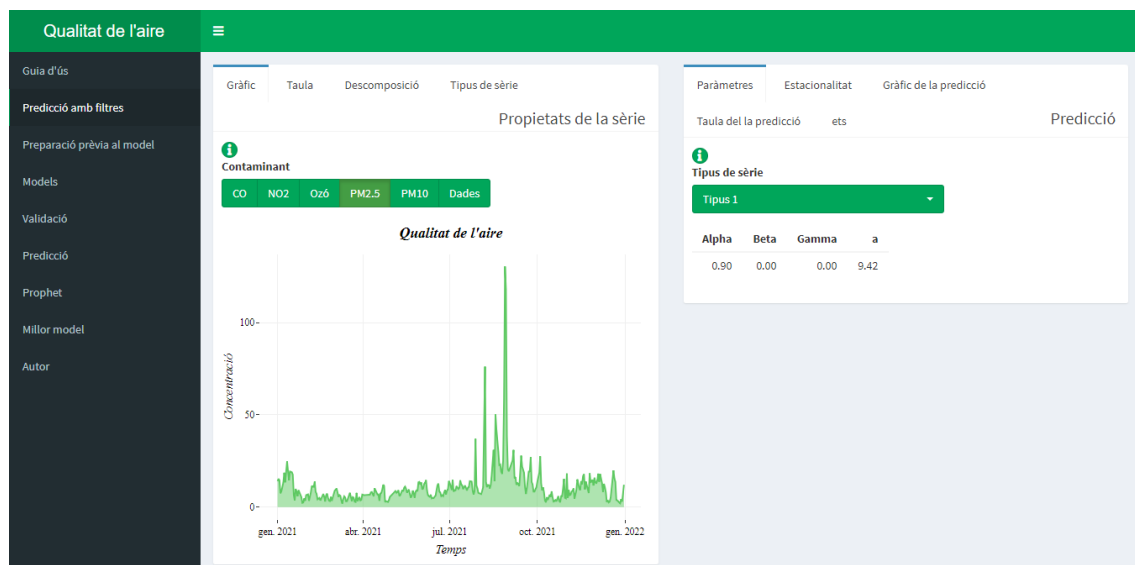 Qualitat de l'aire
Guia d'ús
Predicció amb filtres
Preparació prèvia al model
Models
Validació
Predicció
Prophet
Millor model
Autor
Gràfic Taula Descomposició Tipus de sèrie
Propietats de la sèrie
Contaminant
CO NO2 Ozó PM2.5 PM10 Dades
Qualitat de l'aire
Concentració
100
50
0
gen. 2021 abr. 2021 jul. 2021 oct. 2021 gen. 2022
Temps
Paràmetres Estacionalitat Gràfic de la predicció
Taula del la predicció ets Predicció
Tipus de sèrie
Tipus 1
Alpha Beta Gamma a
0.90 0.00 0.00 9.42